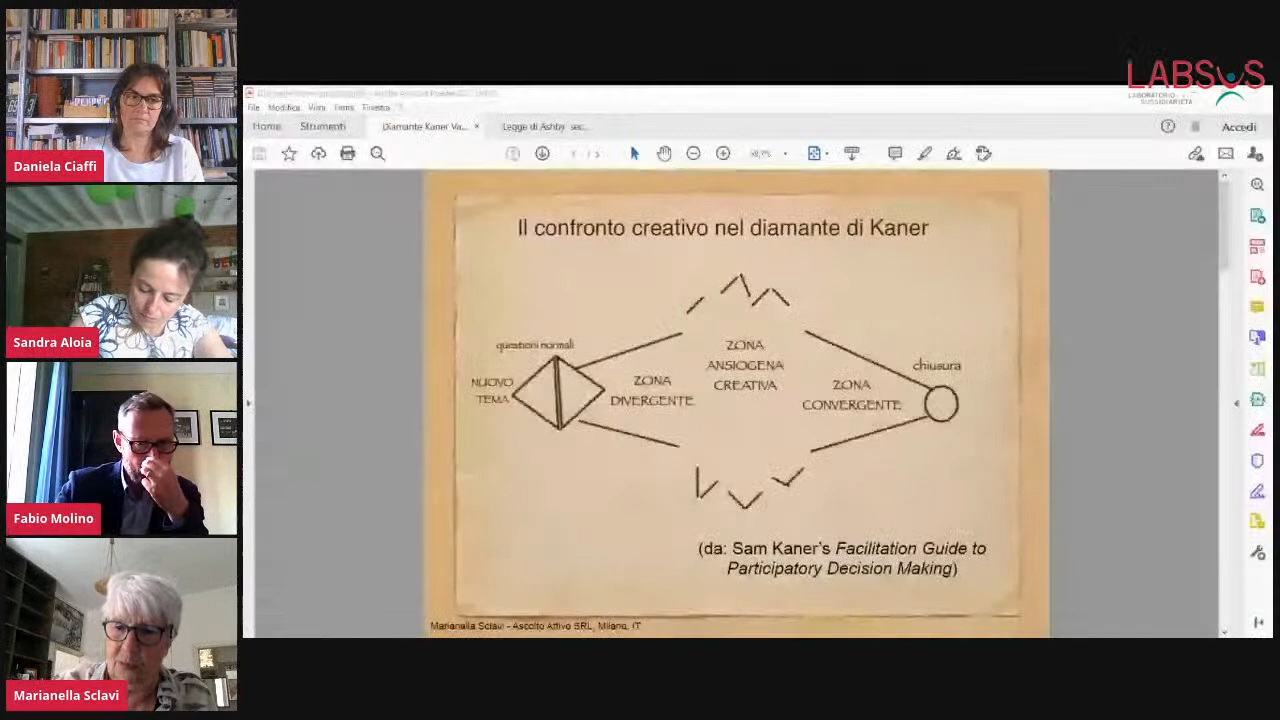 Daniela Ciaffi
Sandra Aloia
Fabio Molino
Marianella Sclavi
LABSUS
LABORATORIO
SUSSIDIARIETÀ
File Modifica Vista Firma Finestra
Home Strumenti Diamante Kaner Va... × Legge di Ashby sec... Accedi
Il confronto creativo nel diamante di Kaner
questioni normali
NUOVO
TEMA
ZONA
DIVERGENTE
ZONA
ANSIOGENA
CREATIVA
ZONA
CONVERGENTE
chiusura
(da: Sam Kaner's Facilitation Guide to
Participatory Decision Making)
Marianella Sclavi - Ascolto Attivo SRL, Milano, IT